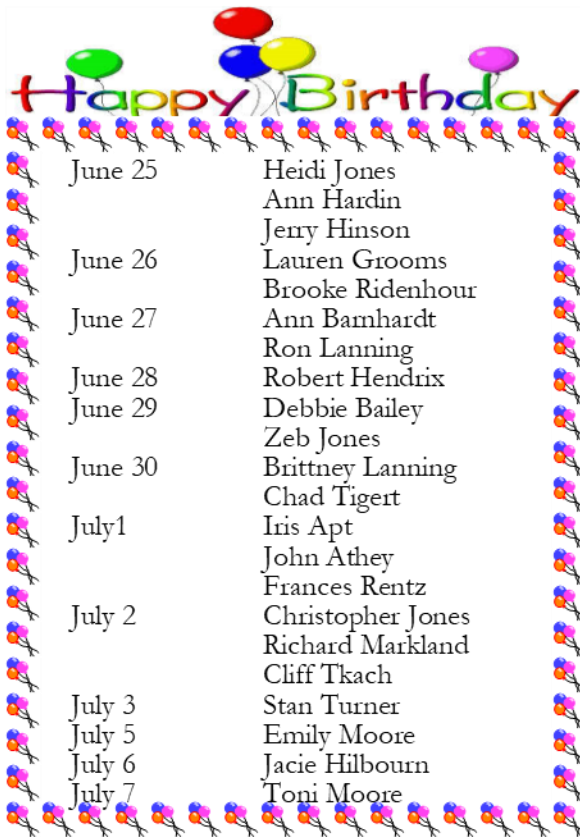 Happy Birthday
June 25 Heidi Jones
Ann Hardin
Jerry Hinson
June 26 Lauren Grooms
Brooke Ridenhour
June 27 Ann Barnhardt
Ron Lanning
June 28 Robert Hendrix
June 29 Debbie Bailey
Zeb Jones
June 30 Brittney Lanning
Chad Tigert
July1 Iris Apt
John Athey
Frances Rentz
July 2 Christopher Jones
Richard Markland
Cliff Tkach
July 3 Stan Turner
July 5 Emily Moore
July 6 Jacie Hilbourn
July 7 Toni Moore